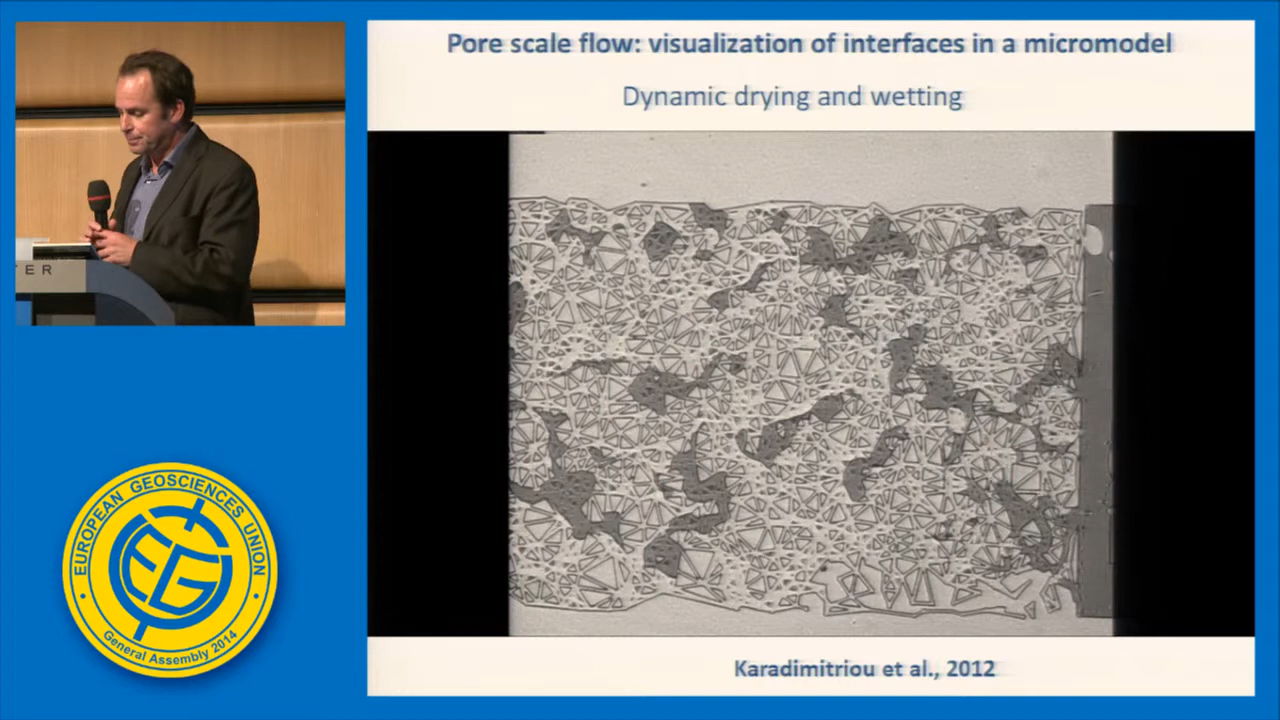 Pore scale flow: visualization of interfaces in a micromodel
Dynamic drying and wetting
TER
EUROPEAN GEOSCIENCES UNION
EGU
General Assembly 2014
Karadimitriou et al., 2012